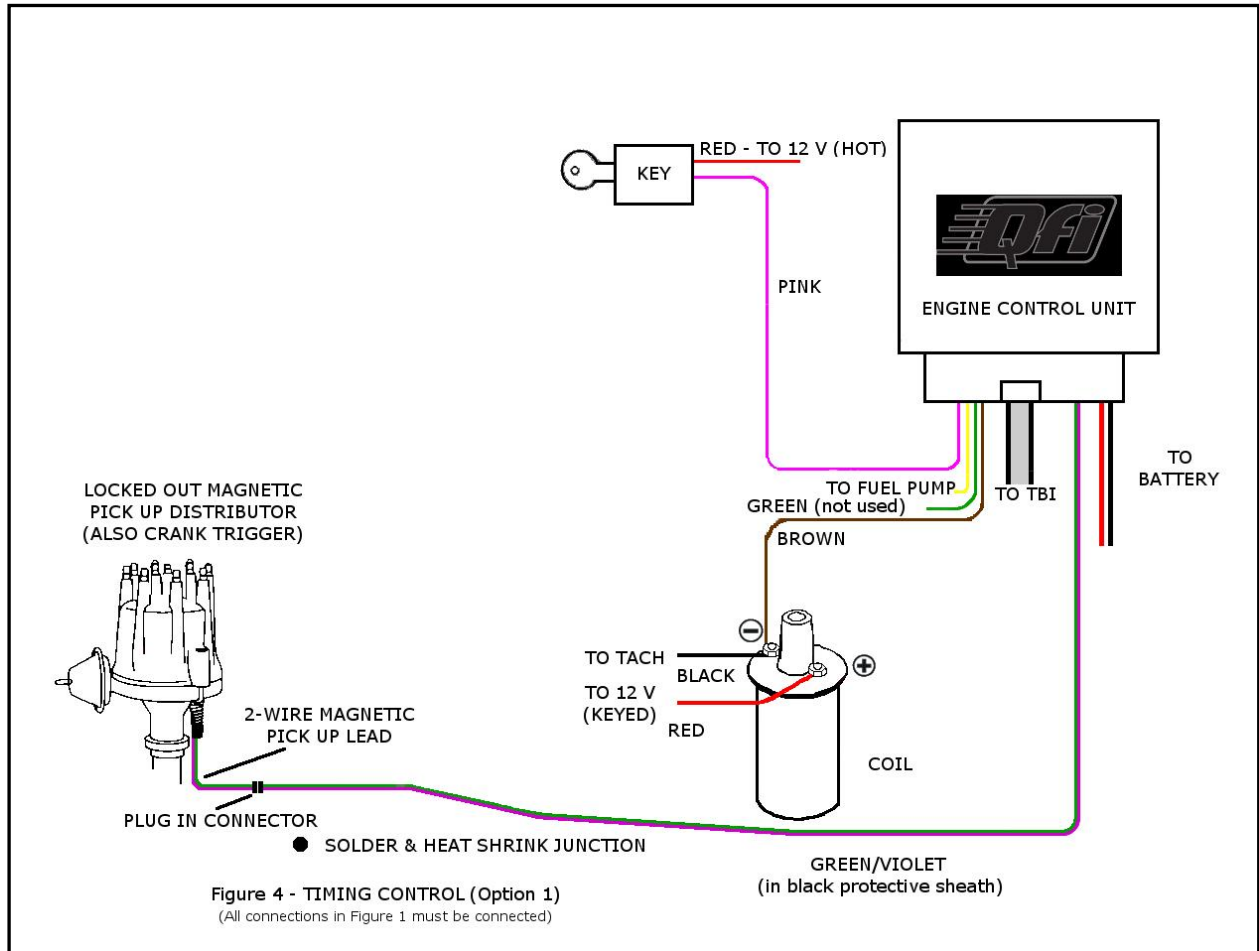 RED - TO 12 V (HOT)
KEY
Qfi
PINK
ENGINE CONTROL UNIT
TO FUEL PUMP
GREEN (not used)
BROWN
TO TBI
TO
BATTERY
LOCKED OUT MAGNETIC
PICK UP DISTRIBUTOR
(ALSO CRANK TRIGGER)
TO TACH
BLACK
TO 12 V
(KEYED)
RED
COIL
2-WIRE MAGNETIC
PICK UP LEAD
PLUG IN CONNECTOR
SOLDER & HEAT SHRINK JUNCTION
GREEN/VIOLET
(in black protective sheath)
Figure 4 - TIMING CONTROL (Option 1)
(All connections in Figure 1 must be connected)